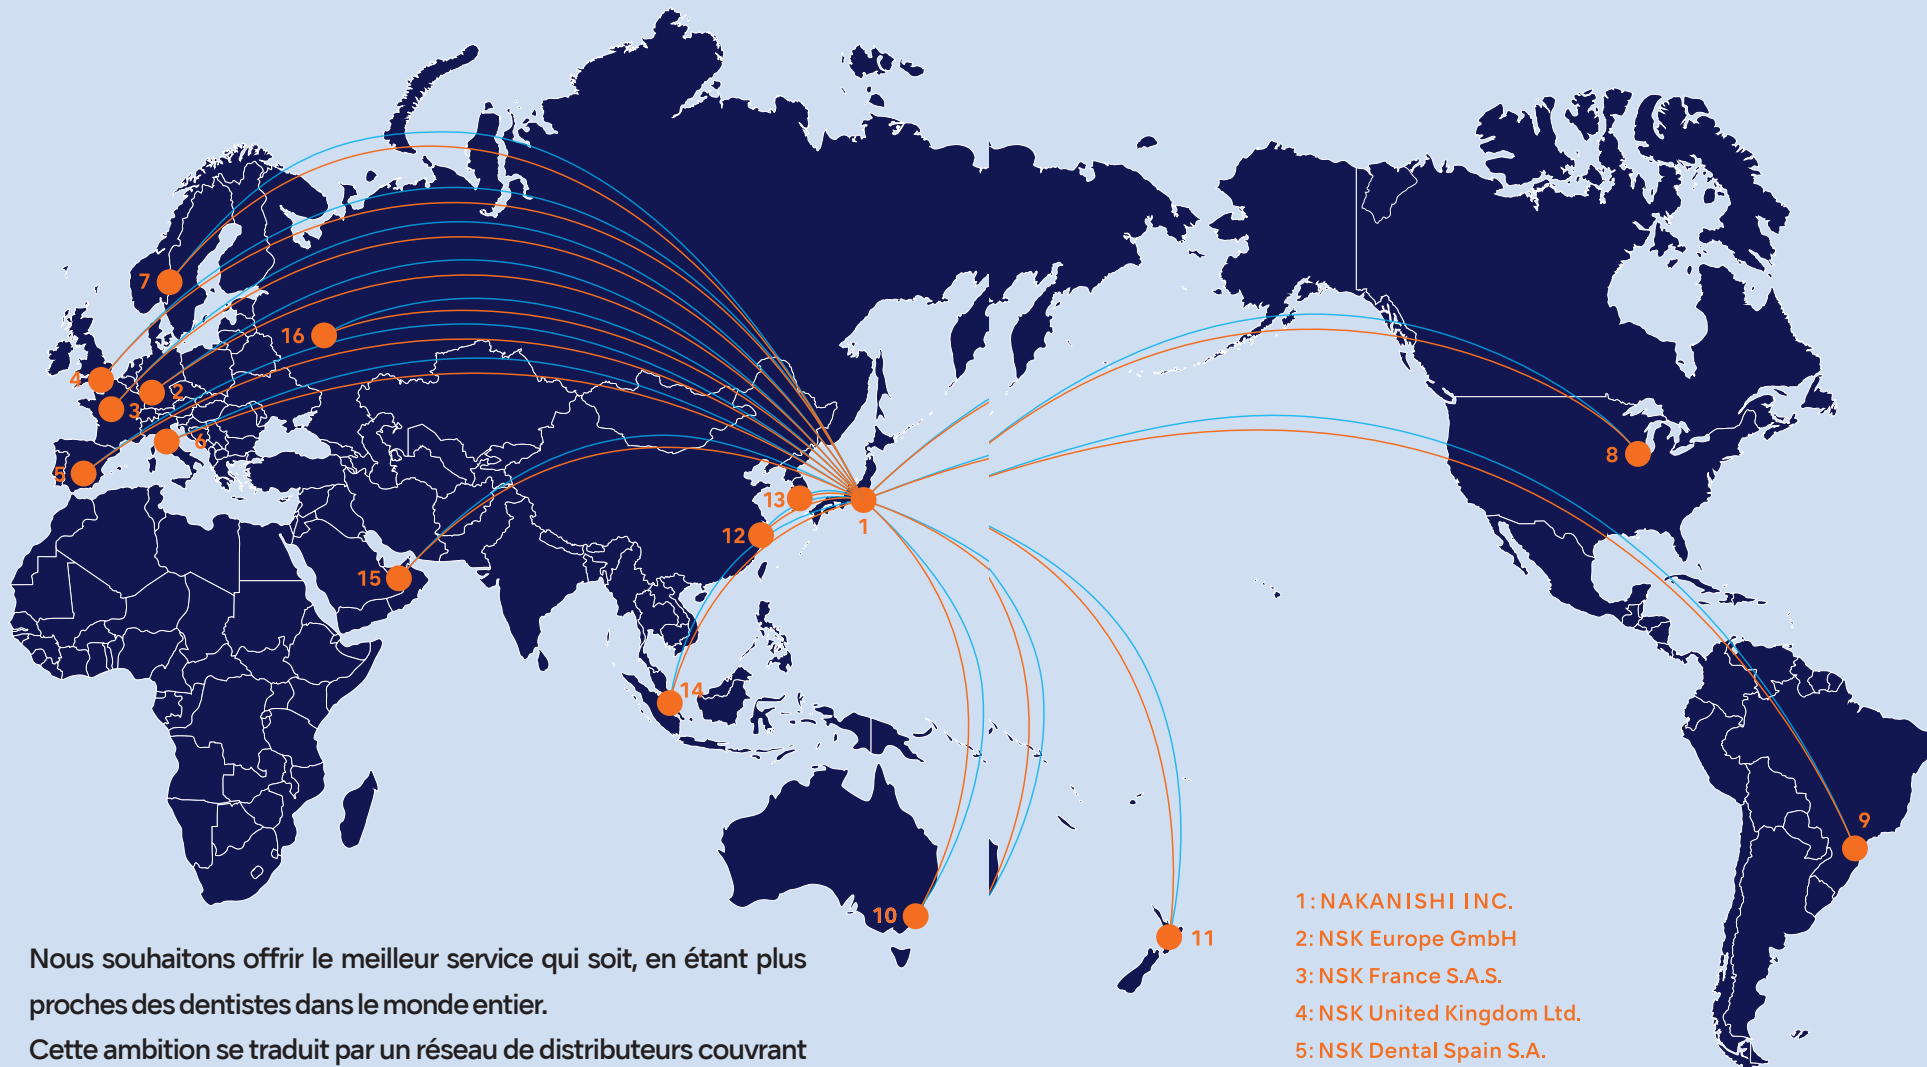 7
16
4
2
3
6
5
13
1
12
15
14
8
9
10
11
Nous souhaitons offrir le meilleur service qui soit, en étant plus
proches des dentistes dans le monde entier.
Cette ambition se traduit par un réseau de distributeurs couvrant
1: NAKANISHI INC.
2: NSK Europe GmbH
3: NSK France S.A.S.
4: NSK United Kingdom Ltd.
5: NSK Dental Spain S.A.